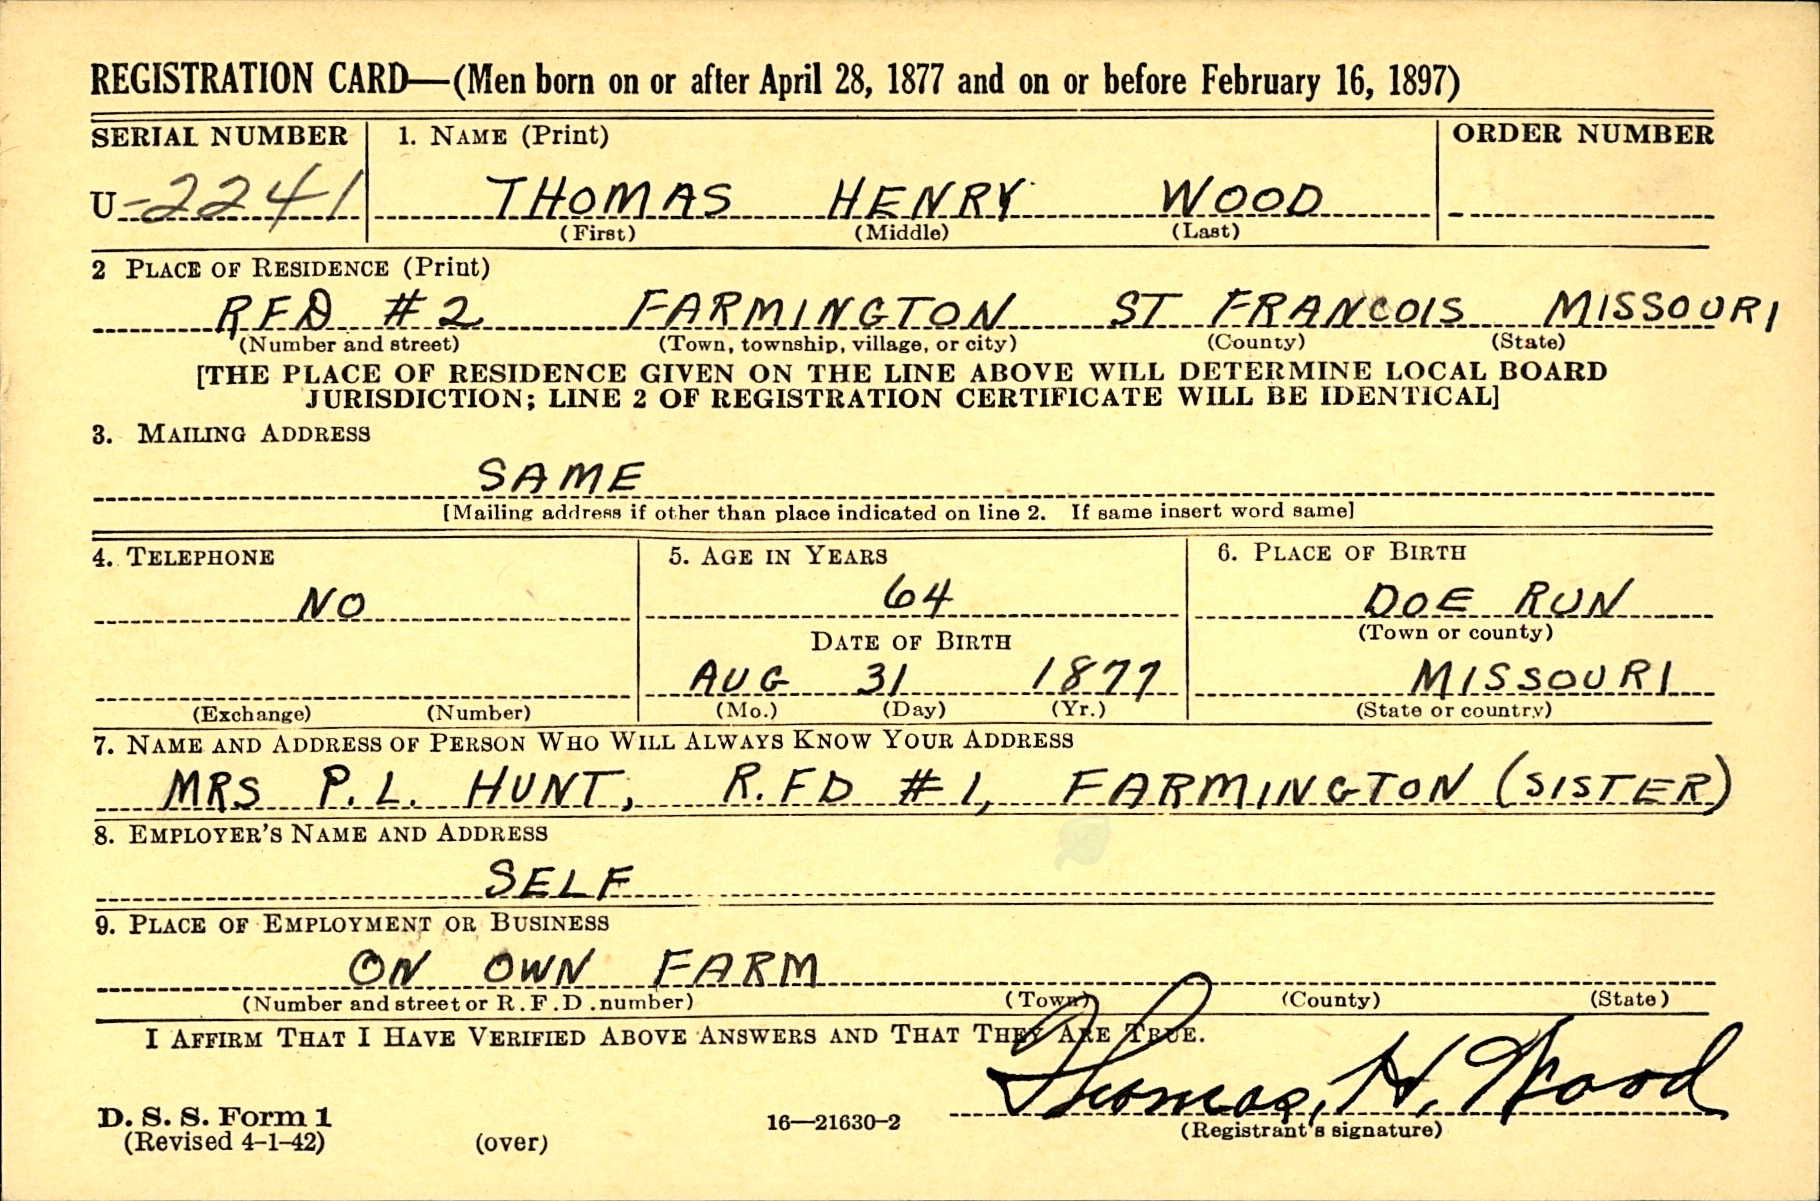 REGISTRATION CARD—(Men born on or after April 28, 1877 and on or before February 16, 1897)
SERIAL NUMBER 1. NAME (Print) ORDER NUMBER
U-2241 THOMAS HENRY WOOD
(First) (Middle) (Last)
2 PLACE OF RESIDENCE (Print)
RFD #2 FARMINGTON ST FRANCOIS MISSOURI
(Number and street) (Town, township, village, or city) (County) (State)
[THE PLACE OF RESIDENCE GIVEN ON THE LINE ABOVE WILL DETERMINE LOCAL BOARD
JURISDICTION; LINE 2 OF REGISTRATION CERTIFICATE WILL BE IDENTICAL]
3. MAILING ADDRESS
SAME
[Mailing address if other than place indicated on line 2. If same insert word same]
4. TELEPHONE 5. AGE IN YEARS 6. PLACE OF BIRTH
NO 64 DOE RUN
DATE OF BIRTH (Town or county)
AUG 31 1877 MISSOURI
(Exchange) (Number) (Mo.) (Day) (Yr.) (State or country)
7. NAME AND ADDRESS OF PERSON WHO WILL ALWAYS KNOW YOUR ADDRESS
MRS P. L. HUNT, R.FD #1, FARMINGTON (SISTER)
8. EMPLOYER'S NAME AND ADDRESS
SELF
9. PLACE OF EMPLOYMENT OR BUSINESS
ON OWN FARM
(Number and street or R.F.D. number) (Town) (County) (State)
I AFFIRM THAT I HAVE VERIFIED ABOVE ANSWERS AND THAT THEY ARE TRUE.
Thomas, H. Wood
D. S. S. Form 1
(Revised 4-1-42) (over) 16—21630-2 (Registrant's signature)